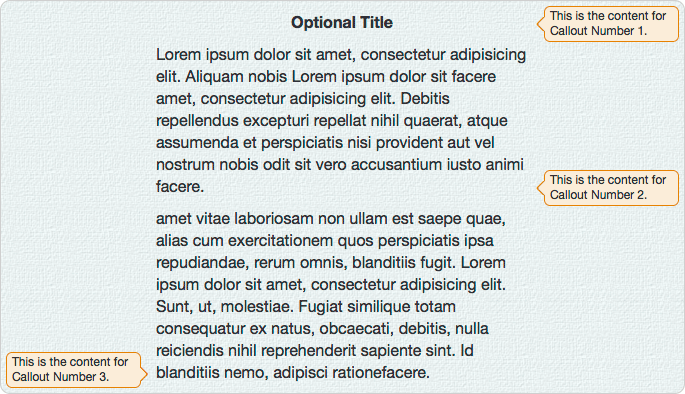 Optional Title
This is the content for
Callout Number 1.
Lorem ipsum dolor sit amet, consectetur adipisicing
elit. Aliquam nobis Lorem ipsum dolor sit facere
amet, consectetur adipisicing elit. Debitis
repellendus excepturi repellat nihil quaerat, atque
assumenda et perspiciatis nisi provident aut vel
nostrum nobis odit sit vero accusantium iusto animi
facere.
This is the content for
Callout Number 2.
amet vitae laboriosam non ullam est saepe quae,
alias cum exercitationem quos perspiciatis ipsa
repudiandae, rerum omnis, blanditiis fugit. Lorem
ipsum dolor sit amet, consectetur adipisicing elit.
Sunt, ut, molestiae. Fugiat similique totam
consequatur ex natus, obcaecati, debitis, nulla
reiciendis nihil reprehenderit sapiente sint. Id
blanditiis nemo, adipisci rationefacere.
This is the content for
Callout Number 3.